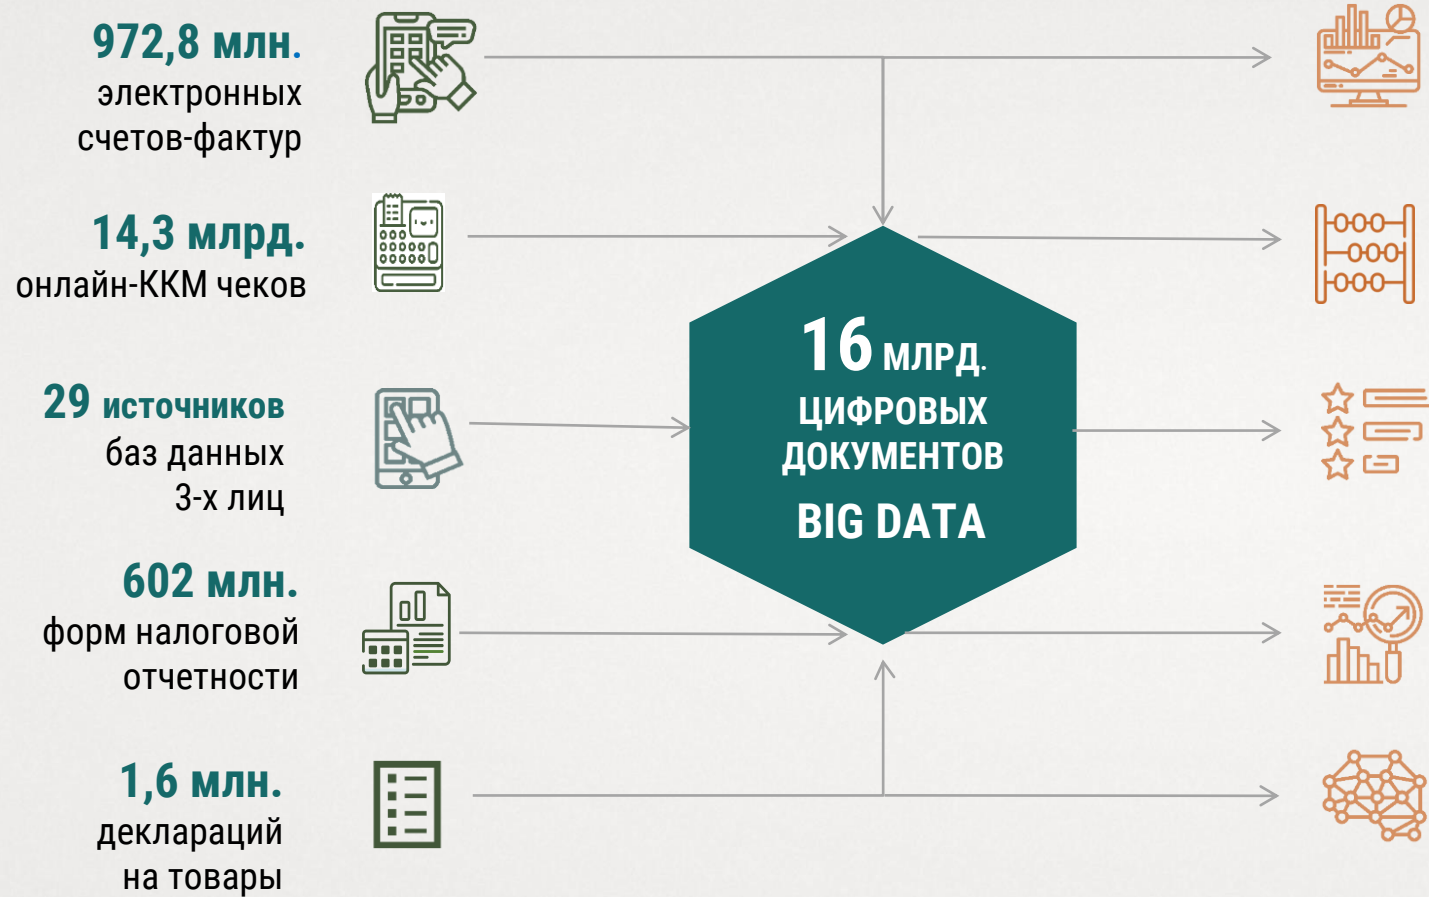 972,8 млн.
электронных
счетов-фактур
14,3 млрд.
онлайн-ККМ чеков
29 источников
баз данных
3-х лиц
602 млн.
форм налоговой
отчетности
1,6 млн.
деклараций
на товары
16 МЛРД.
ЦИФРОВЫХ
ДОКУМЕНТОВ
BIG DATA